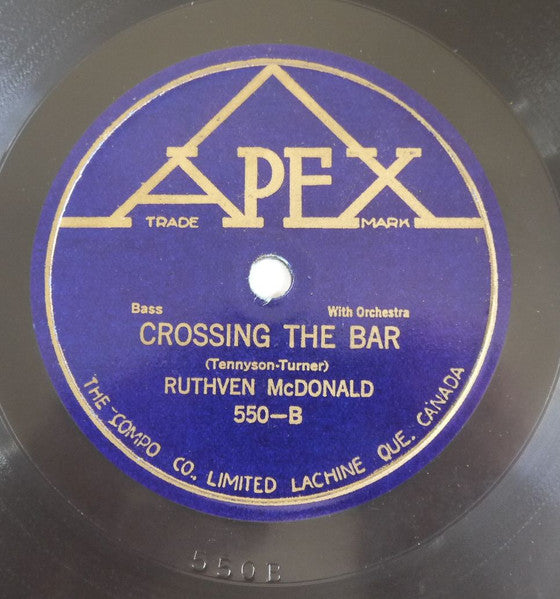 APEX
TRADE MARK
Bass With Orchestra
CROSSING THE BAR
(Tennyson-Turner)
RUTHVEN McDONALD
550-B
THE COMPO CO., LIMITED LACHINE QUE. CANADA
550B